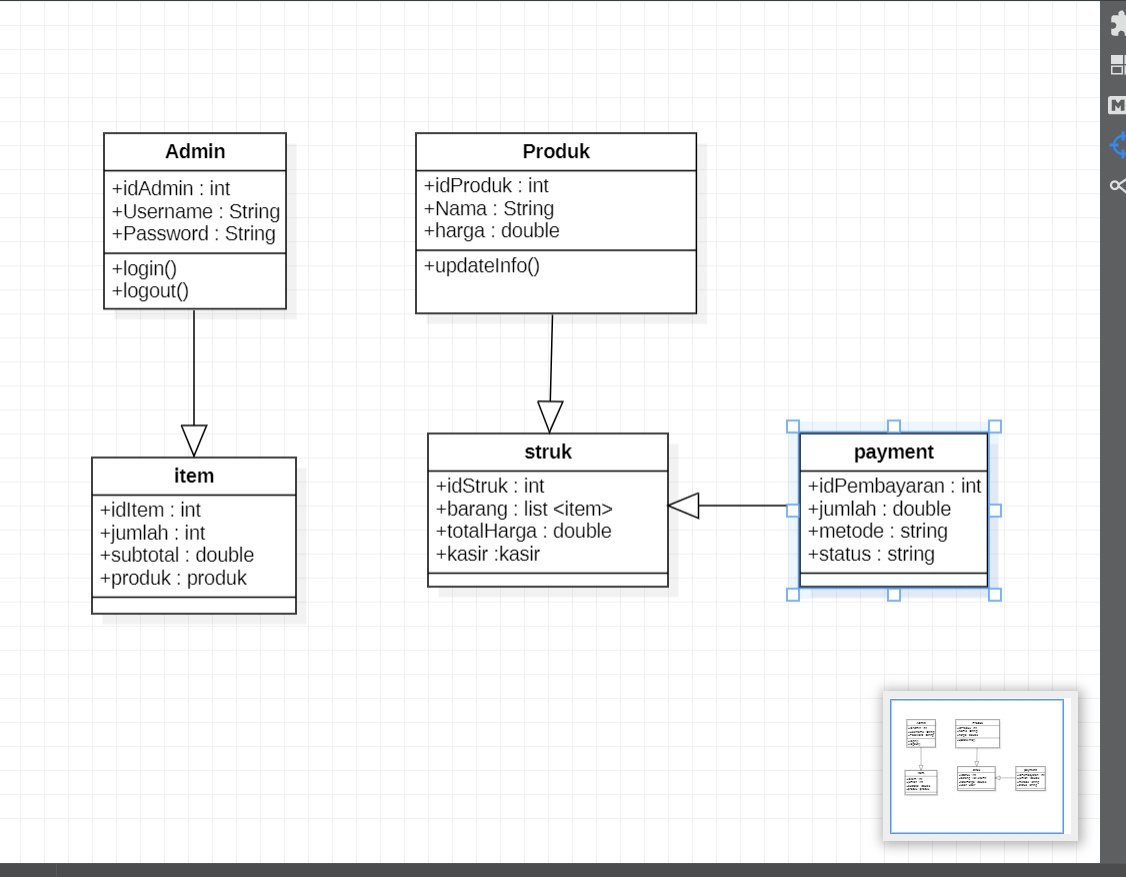 Admin
+idAdmin : int
+Username : String
+Password : String
+login()
+logout()
Produk
+idProduk : int
+Nama : String
+harga : double
+updateInfo()
item
+idItem : int
+jumlah : int
+subtotal : double
+produk : produk
struk
+idStruk : int
+barang : list <item>
+totalHarga : double
+kasir :kasir
payment
+idPembayaran : int
+jumlah : double
+metode : string
+status : string